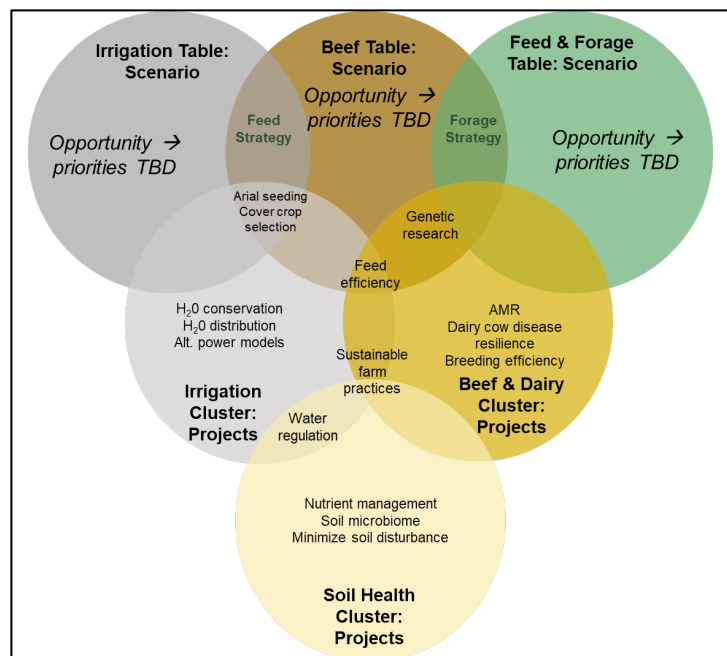 Irrigation Table:
Scenario
Beef Table:
Scenario
Feed & Forage
Table: Scenario
Opportunity →
priorities TBD
Feed
Strategy
Opportunity →
priorities TBD
Forage
Strategy
Opportunity →
priorities TBD
Arial seeding
Cover crop
selection
Genetic
research
Feed
efficiency
H₂0 conservation
H₂0 distribution
Alt. power models
AMR
Dairy cow disease
resilience
Breeding efficiency
Sustainable
farm
practices
Irrigation
Cluster:
Projects
Beef & Dairy
Cluster:
Projects
Water
regulation
Nutrient management
Soil microbiome
Minimize soil disturbance
Soil Health
Cluster:
Projects